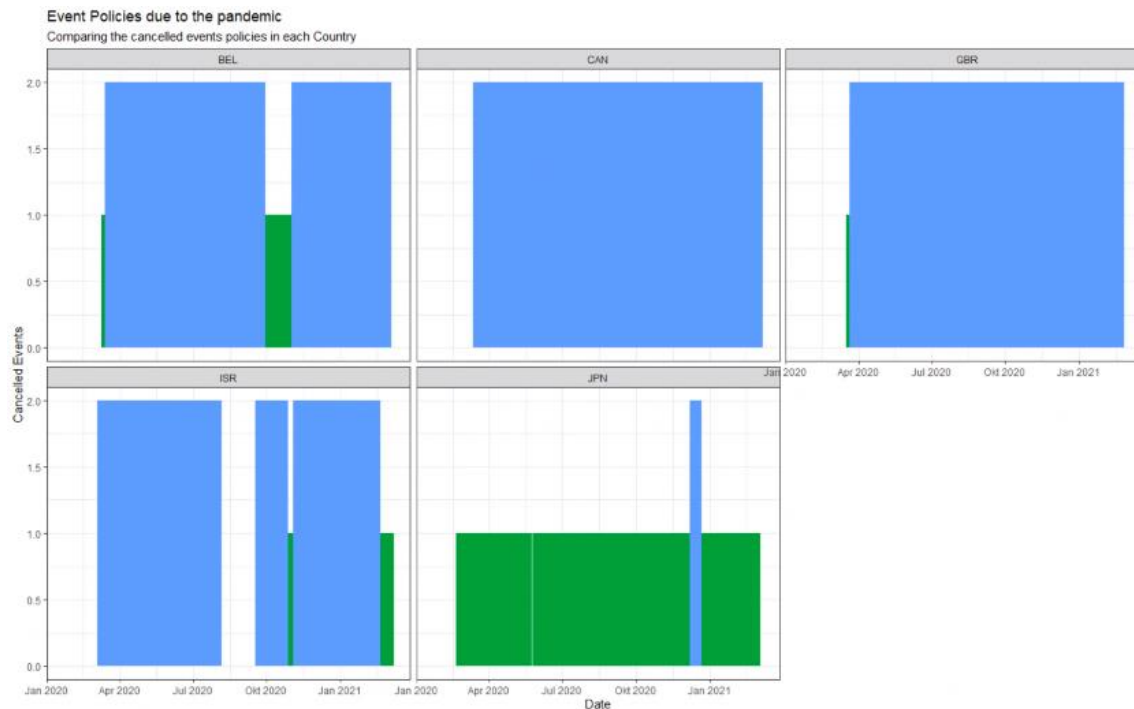 Event Policies due to the pandemic
Comparing the cancelled events policies in each Country
BEL
CAN
GBR
2.0
1.5
1.0
0.5
0.0
Jan 2020
Apr 2020
Jul 2020
Okt 2020
Jan 2021
Cancelled Events
ISR
JPN
2.0
1.5
1.0
0.5
0.0
Jan 2020
Apr 2020
Jul 2020
Okt 2020
Jan 2021
Jan 2020
Apr 2020
Jul 2020
Okt 2020
Jan 2021
Date